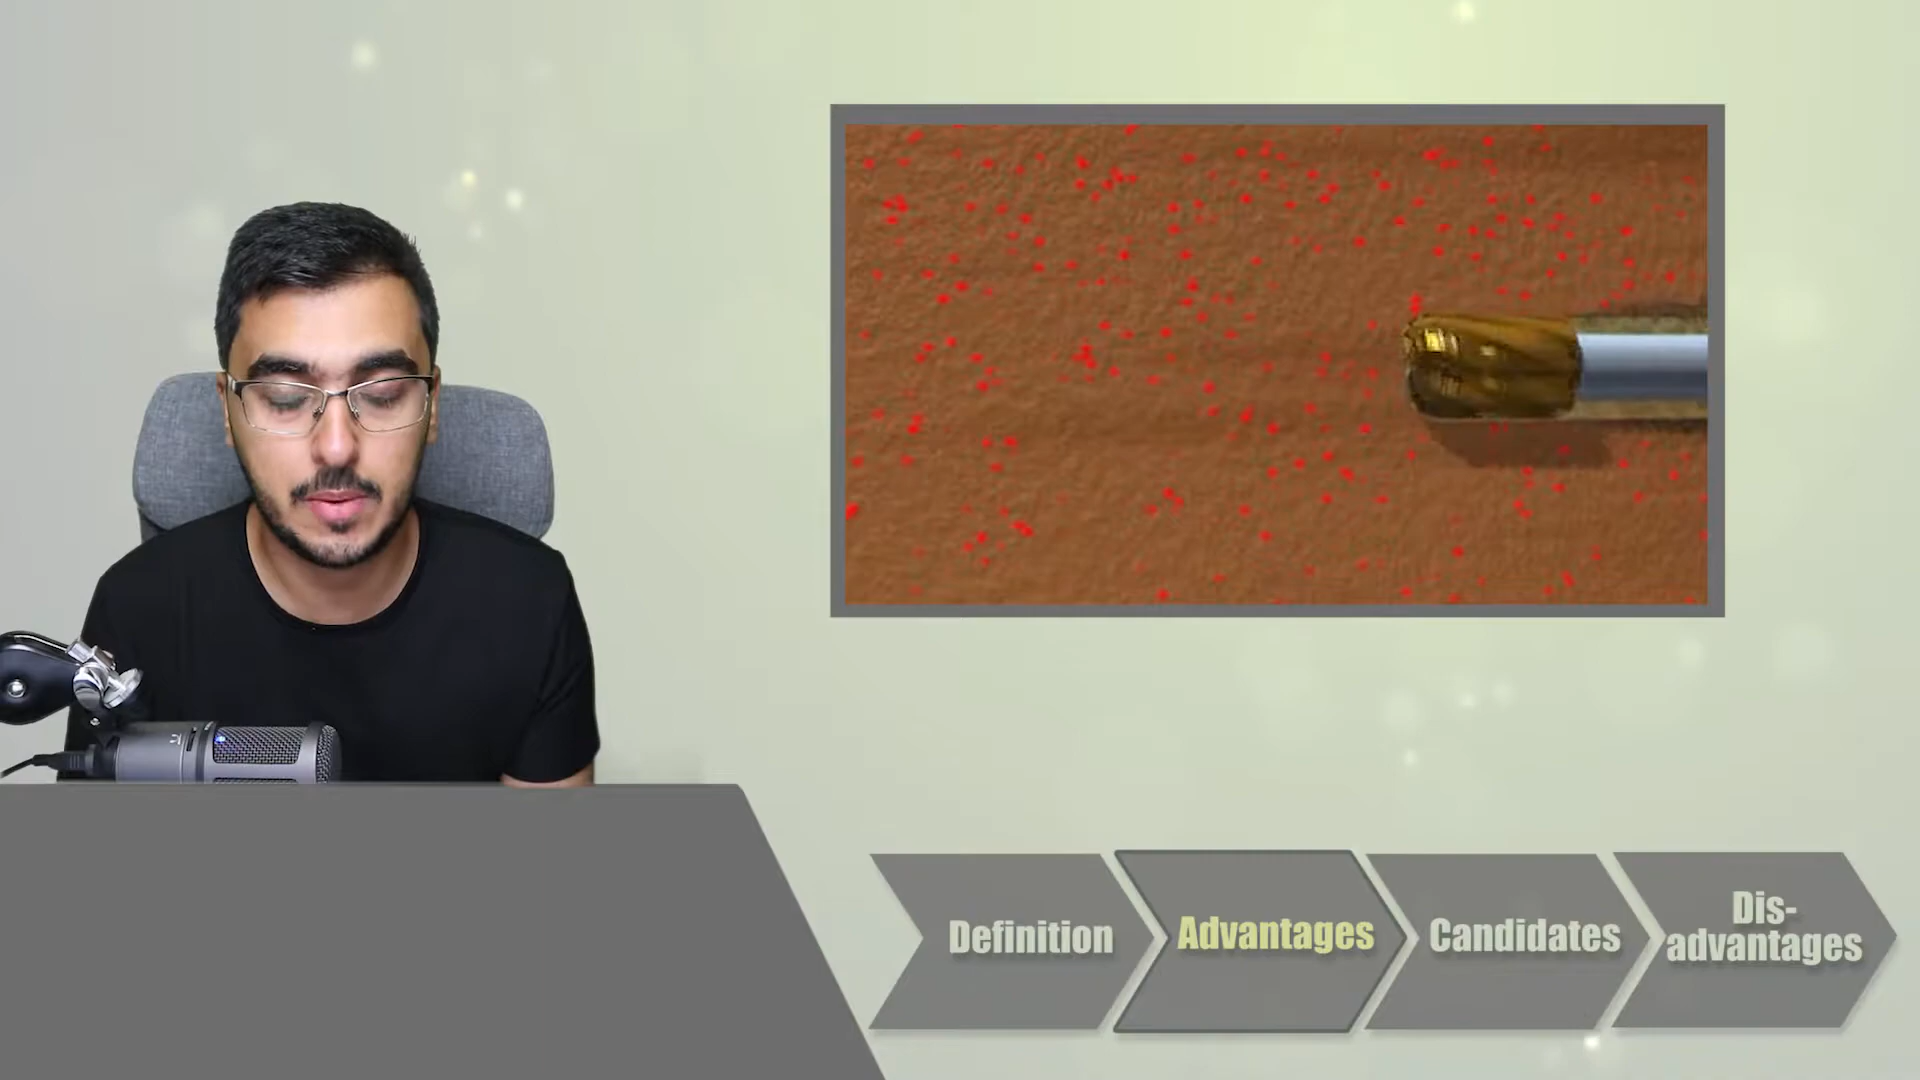 Definition
Advantages
Candidates
Dis-
advantages